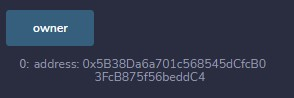 owner
0: address: 0x5B38Da6a701c568545dCfcB0
3FcB875f56beddC4